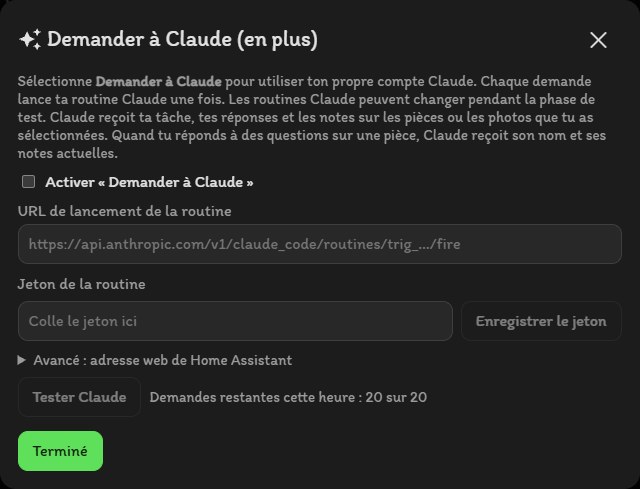 Demander à Claude (en plus)
Sélectionne Demander à Claude pour utiliser ton propre compte Claude. Chaque demande
lance ta routine Claude une fois. Les routines Claude peuvent changer pendant la phase de
test. Claude reçoit ta tâche, tes réponses et les notes sur les pièces ou les photos que tu as
sélectionnées. Quand tu réponds à des questions sur une pièce, Claude reçoit son nom et ses
notes actuelles.
Activer « Demander à Claude »
URL de lancement de la routine
https://api.anthropic.com/v1/claude_code/routines/trig_.../fire
Jeton de la routine
Colle le jeton ici
Enregistrer le jeton
Avancé : adresse web de Home Assistant
Tester Claude
Demandes restantes cette heure : 20 sur 20
Terminé